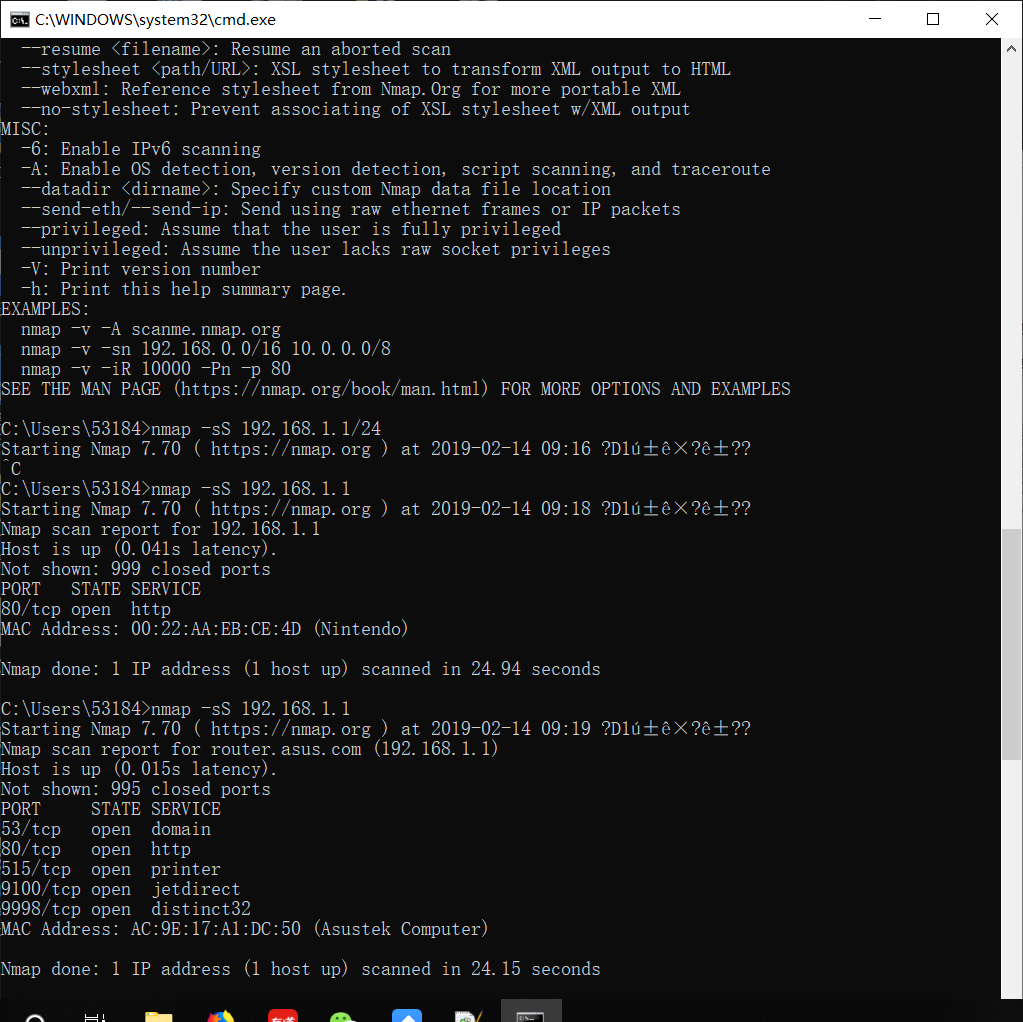 C:\WINDOWS\system32\cmd.exe
--resume <filename>: Resume an aborted scan
--stylesheet <path/URL>: XSL stylesheet to transform XML output to HTML
--webxml: Reference stylesheet from Nmap.Org for more portable XML
--no-stylesheet: Prevent associating of XSL stylesheet w/XML output
MISC:
-6: Enable IPv6 scanning
-A: Enable OS detection, version detection, script scanning, and traceroute
--datadir <dirname>: Specify custom Nmap data file location
--send-eth/--send-ip: Send using raw ethernet frames or IP packets
--privileged: Assume that the user is fully privileged
--unprivileged: Assume the user lacks raw socket privileges
-V: Print version number
-h: Print this help summary page.
EXAMPLES:
nmap -v -A scanme.nmap.org
nmap -v -sn 192.168.0.0/16 10.0.0.0/8
nmap -v -iR 10000 -Pn -p 80
SEE THE MAN PAGE (https://nmap.org/book/man.html) FOR MORE OPTIONS AND EXAMPLES
C:\Users\53184>nmap -sS 192.168.1.1/24
Starting Nmap 7.70 ( https://nmap.org ) at 2019-02-14 09:16 ?D1ú±ê×?ê±??
^C
C:\Users\53184>nmap -sS 192.168.1.1
Starting Nmap 7.70 ( https://nmap.org ) at 2019-02-14 09:18 ?D1ú±ê×?ê±??
Nmap scan report for 192.168.1.1
Host is up (0.041s latency).
Not shown: 999 closed ports
PORT   STATE SERVICE
80/tcp open  http
MAC Address: 00:22:AA:EB:CE:4D (Nintendo)
Nmap done: 1 IP address (1 host up) scanned in 24.94 seconds
C:\Users\53184>nmap -sS 192.168.1.1
Starting Nmap 7.70 ( https://nmap.org ) at 2019-02-14 09:19 ?D1ú±ê×?ê±??
Nmap scan report for router.asus.com (192.168.1.1)
Host is up (0.015s latency).
Not shown: 995 closed ports
PORT     STATE SERVICE
53/tcp   open  domain
80/tcp   open  http
515/tcp  open  printer
9100/tcp open  jetdirect
9998/tcp open  distinct32
MAC Address: AC:9E:17:A1:DC:50 (Asustek Computer)
Nmap done: 1 IP address (1 host up) scanned in 24.15 seconds